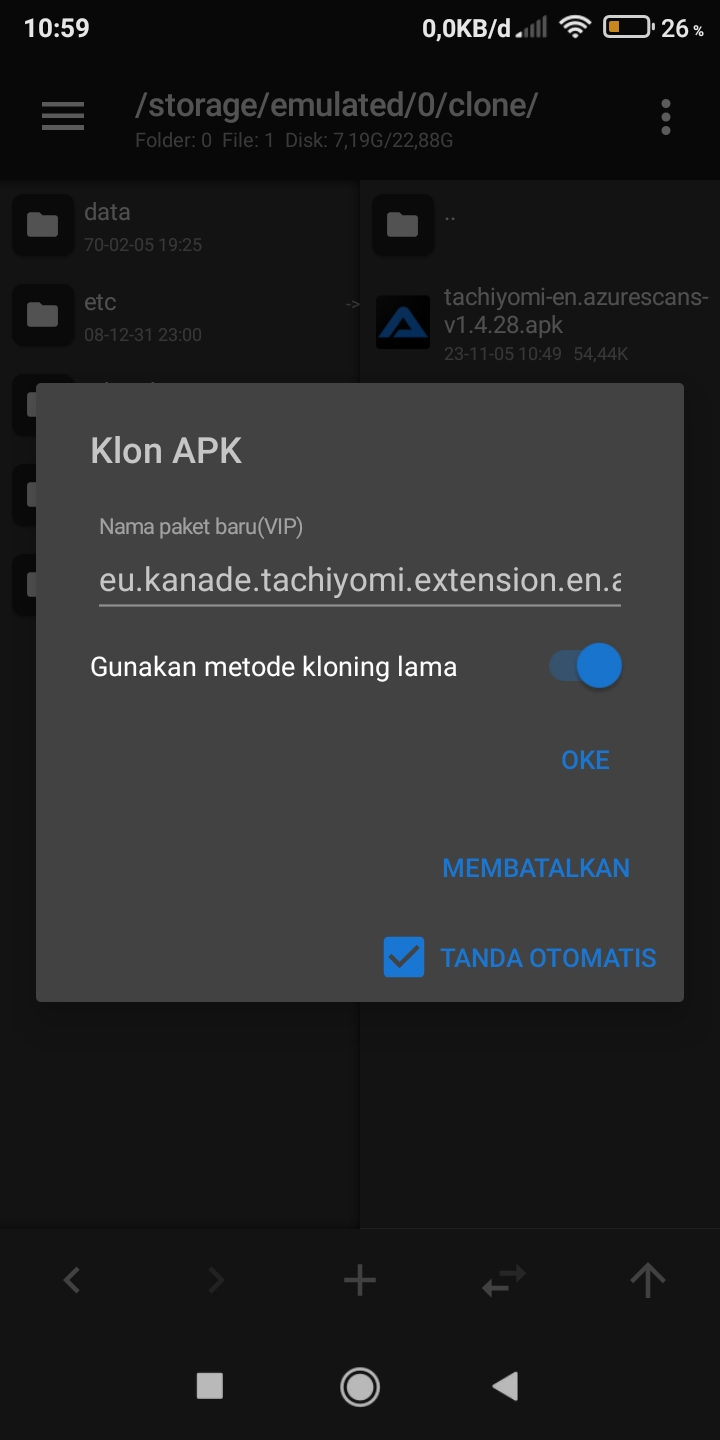 10:59
0,0KB/d
26 %
/storage/emulated/0/clone/
Folder: 0 File: 1 Disk: 7,19G/22,88G
data
70-02-05 19:25
etc
->
08-12-31 23:00
..
tachiyomi-en.azurescans-
v1.4.28.apk
23-11-05 10:49 54,44K
Klon APK
Nama paket baru(VIP)
eu.kanade.tachiyomi.extension.en.a
Gunakan metode kloning lama
OKE
MEMBATALKAN
TANDA OTOMATIS